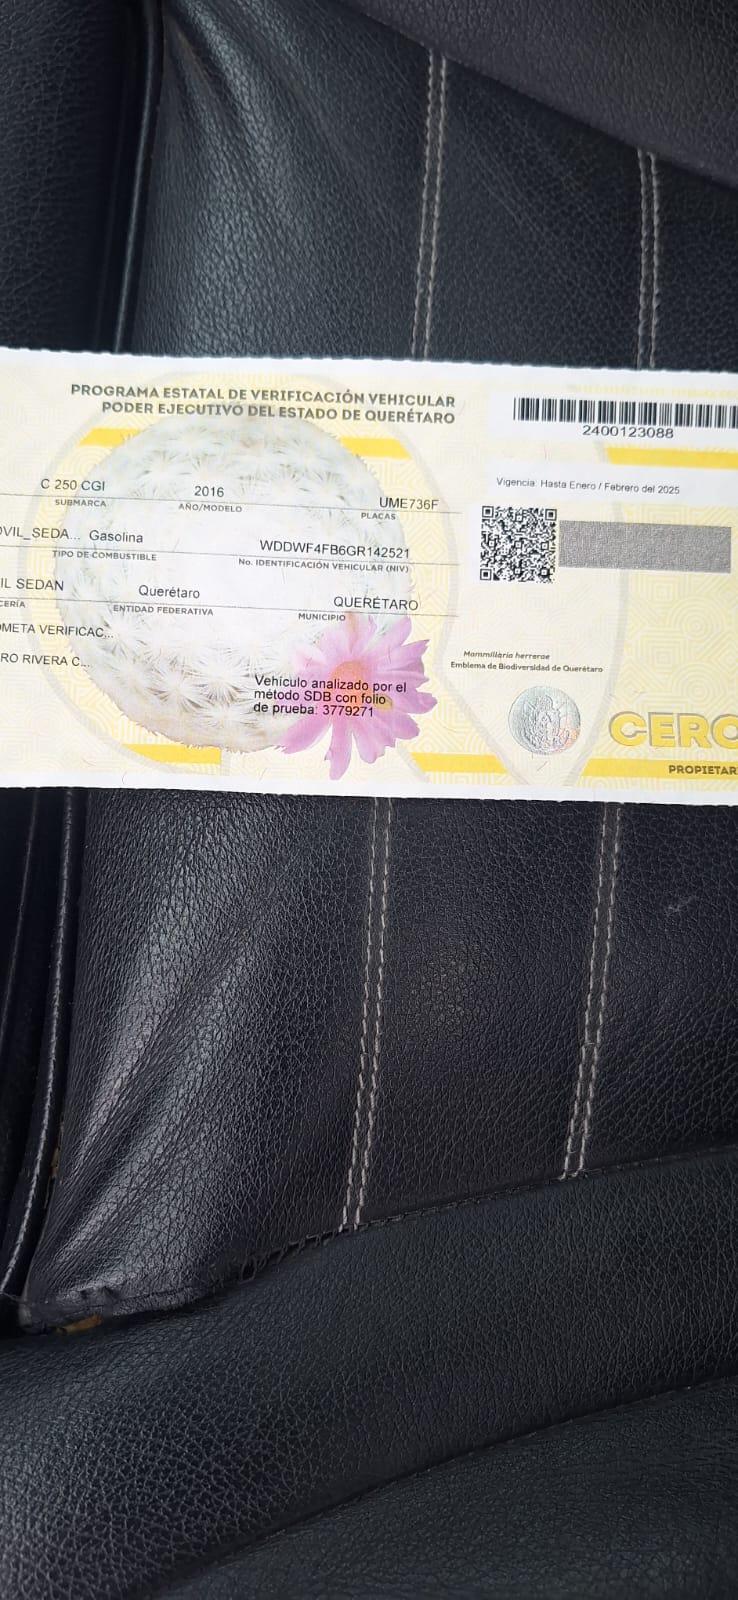 PROGRAMA ESTATAL DE VERIFICACIÓN VEHICULAR
PODER EJECUTIVO DEL ESTADO DE QUERÉTARO
2400123088
Vigencia: Hasta Enero / Febrero del 2025
C 250 CGI 2016 UME736F
SUBMARCA AÑO/MODELO PLACAS
OVIL_SEDA... Gasolina WDDWF4FB6GR142521
TIPO DE COMBUSTIBLE No. IDENTIFICACIÓN VEHICULAR (NIV)
IL SEDAN Querétaro QUERÉTARO
CERÍA ENTIDAD FEDERATIVA MUNICIPIO
OMETA VERIFICAC...
RO RIVERA C...
Vehículo analizado por el
método SDB con folio
de prueba: 3779271
Mammillaria herrerae
Emblema de Biodiversidad de Querétaro
CERO
PROPIETAR